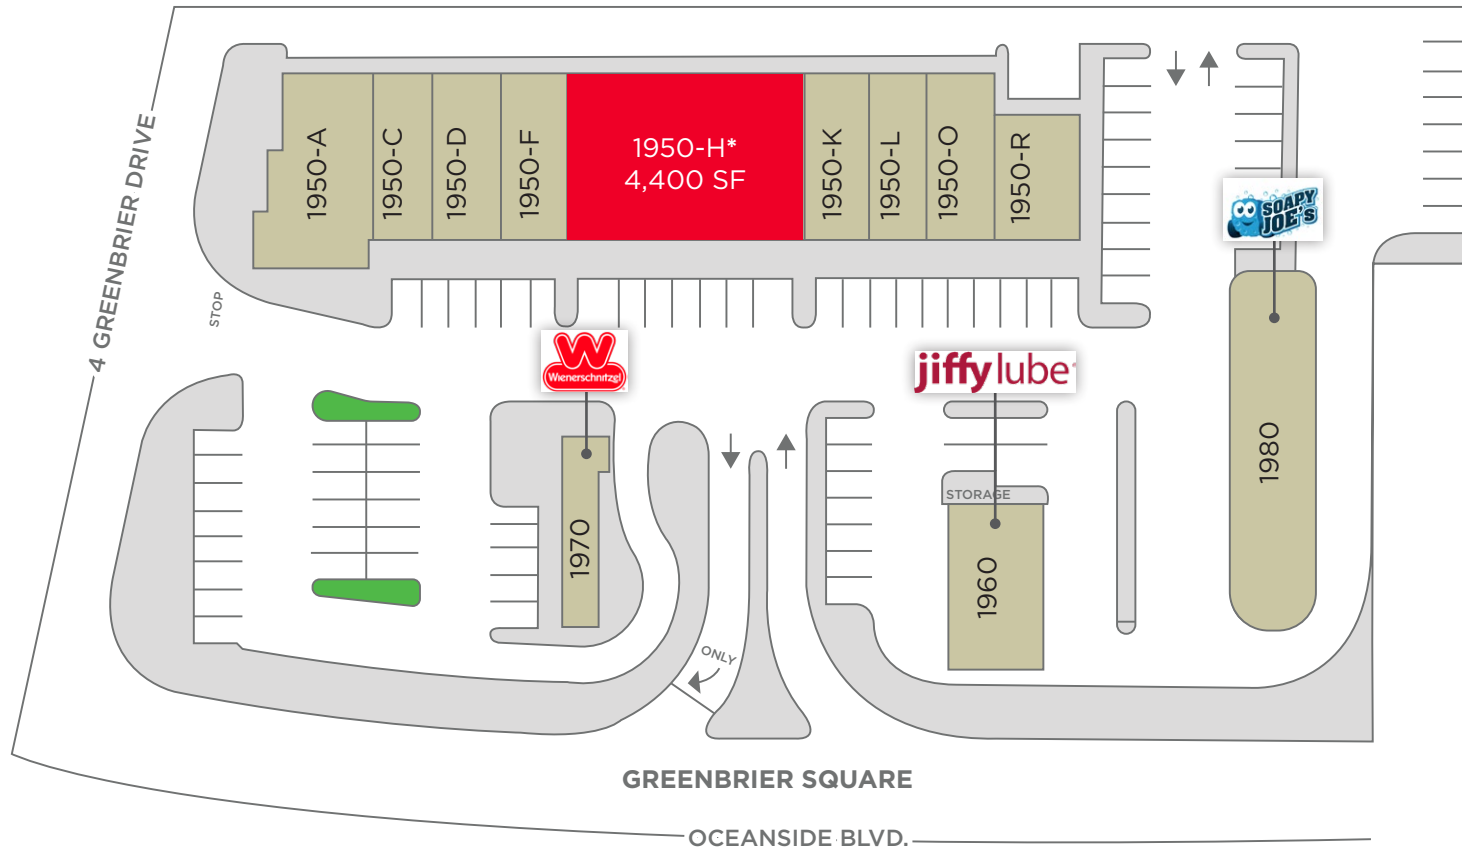 1950-A
1950-C
1950-D
1950-F
1950-H*
4,400 SF
1950-K
1950-L
1950-O
1950-R
SOAPY
JOE'S
4 GREENBRIER DRIVE
STOP
W
Wienerschnitzel
jiffy lube
1980
STORAGE
1970
1960
ONLY
GREENBRIER SQUARE
OCEANSIDE BLVD.